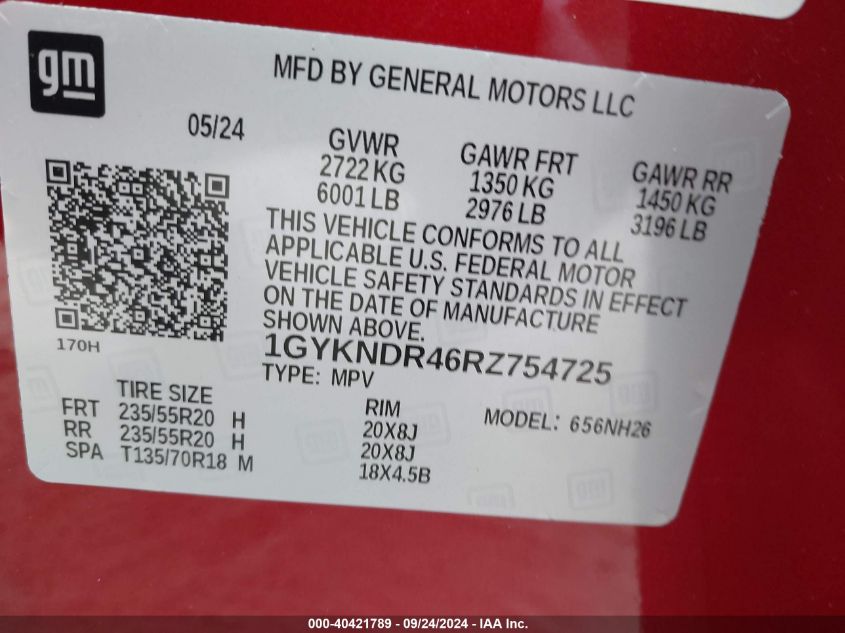 gm
MFD BY GENERAL MOTORS LLC
05/24
GVWR
2722 KG
6001 LB
GAWR FRT
1350 KG
2976 LB
GAWR RR
1450 KG
3196 LB
THIS VEHICLE CONFORMS TO ALL
APPLICABLE U.S. FEDERAL MOTOR
VEHICLE SAFETY STANDARDS IN EFFECT
ON THE DATE OF MANUFACTURE
SHOWN ABOVE.
170H
1GYKNDR46RZ754725
TYPE: MPV
MODEL: 656NH26
TIRE SIZE RIM
FRT 235/55R20 H 20X8J
RR 235/55R20 H 20X8J
SPA T135/70R18 M 18X4.5B
000-40421789 - 09/24/2024 - IAA Inc.